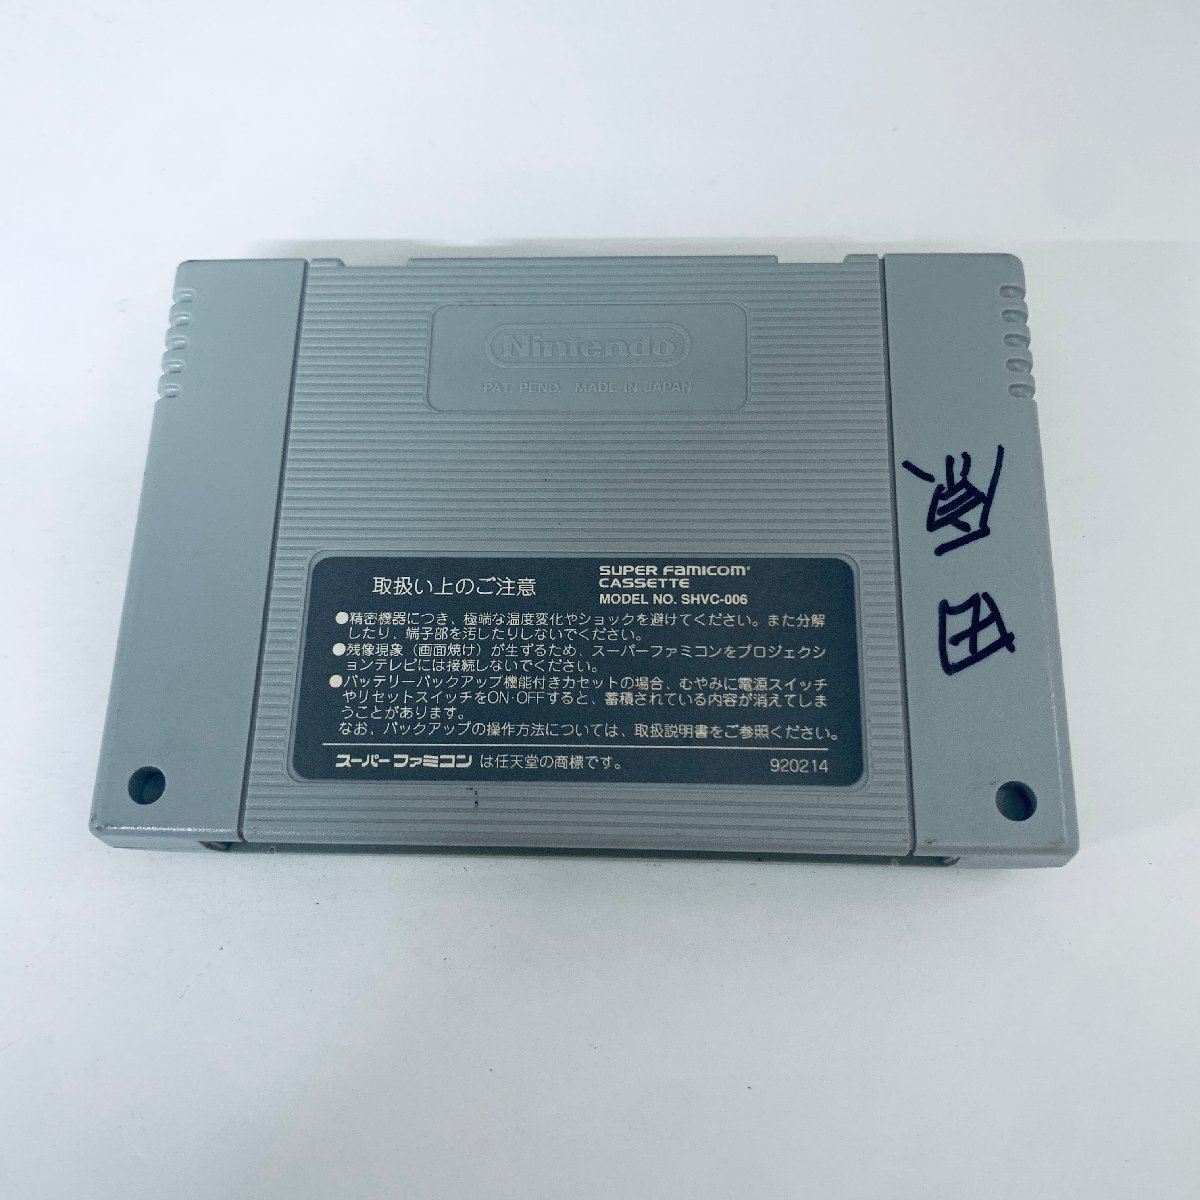 Nintendo
PAT. PEND. MADE IN JAPAN
取扱い上のご注意
SUPER FAMICOM
CASSETTE
MODEL NO. SHVC-006
●精密機器につき、極端な温度変化やショックを避けてください。また分解
したり、端子部を汚したりしないでください。
●残像現象（画面焼け）が生ずるため、スーパーファミコンをプロジェクシ
ョンテレビには接続しないでください。
●バッテリーバックアップ機能付きカセットの場合、むやみに電源スイッチ
やリセットスイッチをON·OFFすると、蓄積されている内容が消えてしま
うことがあります。
なお、バックアップの操作方法については、取扱説明書をご参照ください。
スーパーファミコン は任天堂の商標です。
920214
原田